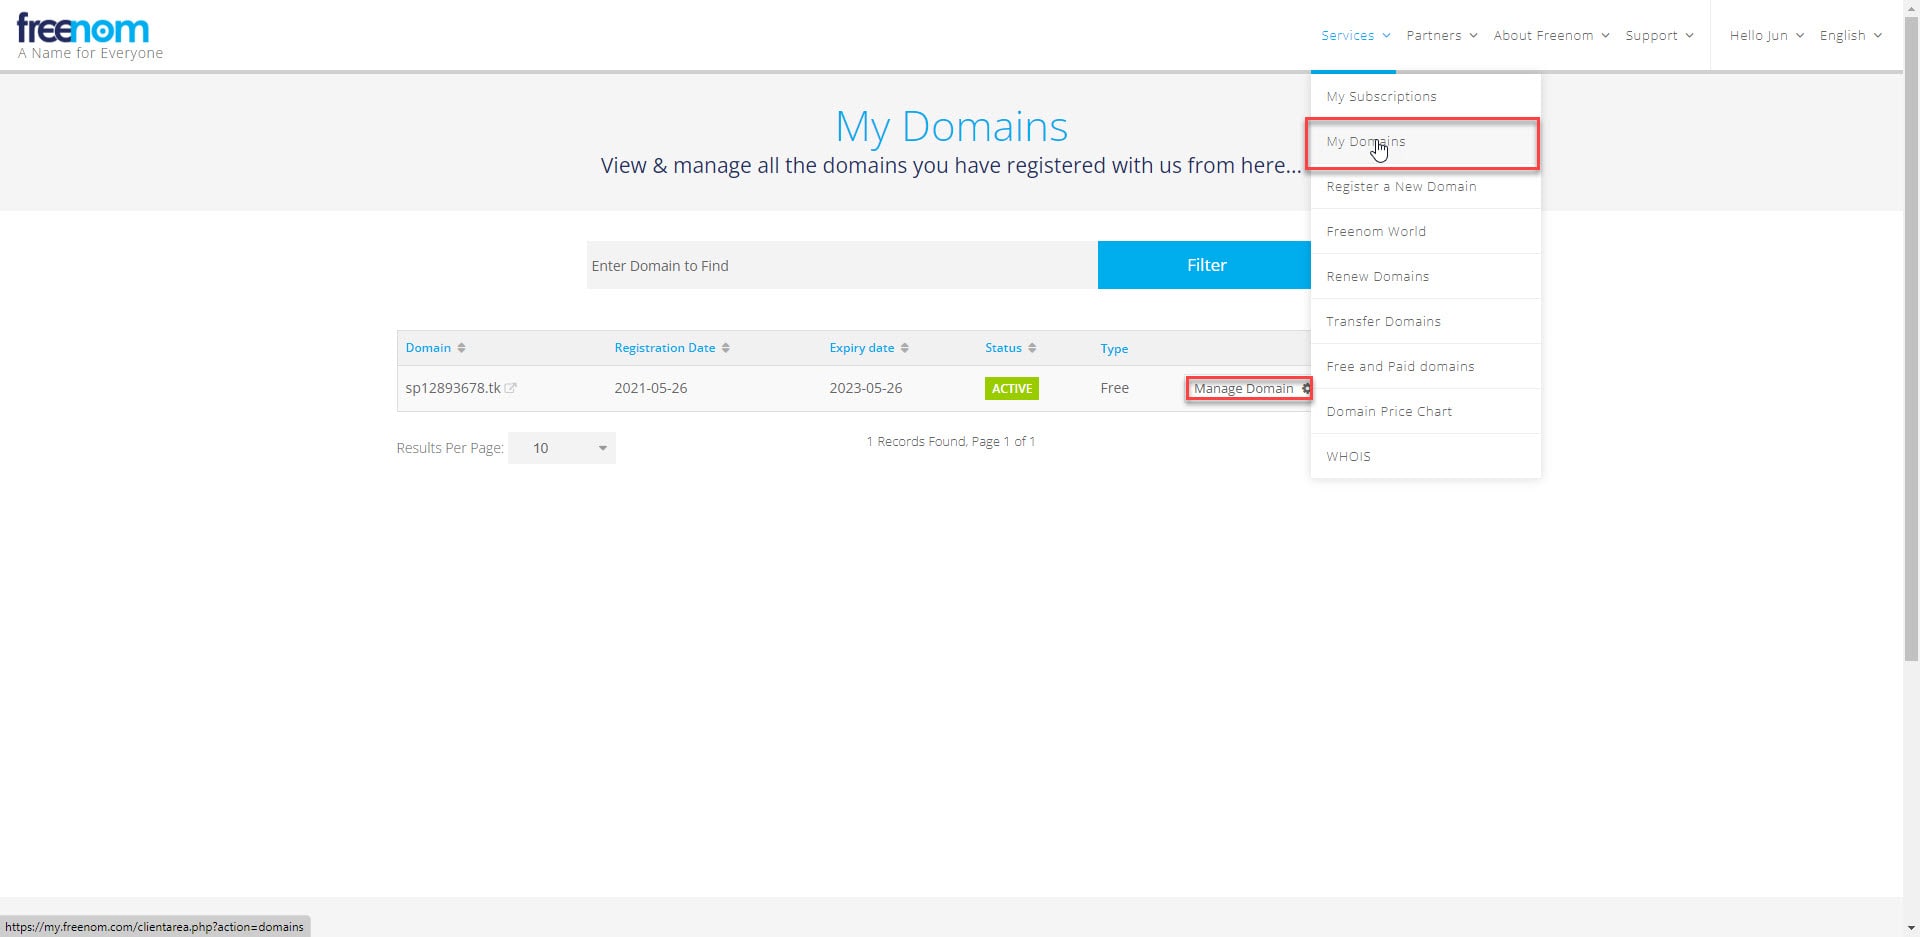 freenom
A Name for Everyone
Services Partners About Freenom Support Hello Jun English
My Subscriptions
My Domains
Register a New Domain
Freenom World
Renew Domains
Transfer Domains
Free and Paid domains
Domain Price Chart
WHOIS
My Domains
View & manage all the domains you have registered with us from here...
Enter Domain to Find Filter
Domain Registration Date Expiry date Status Type
sp12893678.tk 2021-05-26 2023-05-26 ACTIVE Free Manage Domain
Results Per Page: 10 1 Records Found, Page 1 of 1
https://my.freenom.com/clientarea.php?action=domains